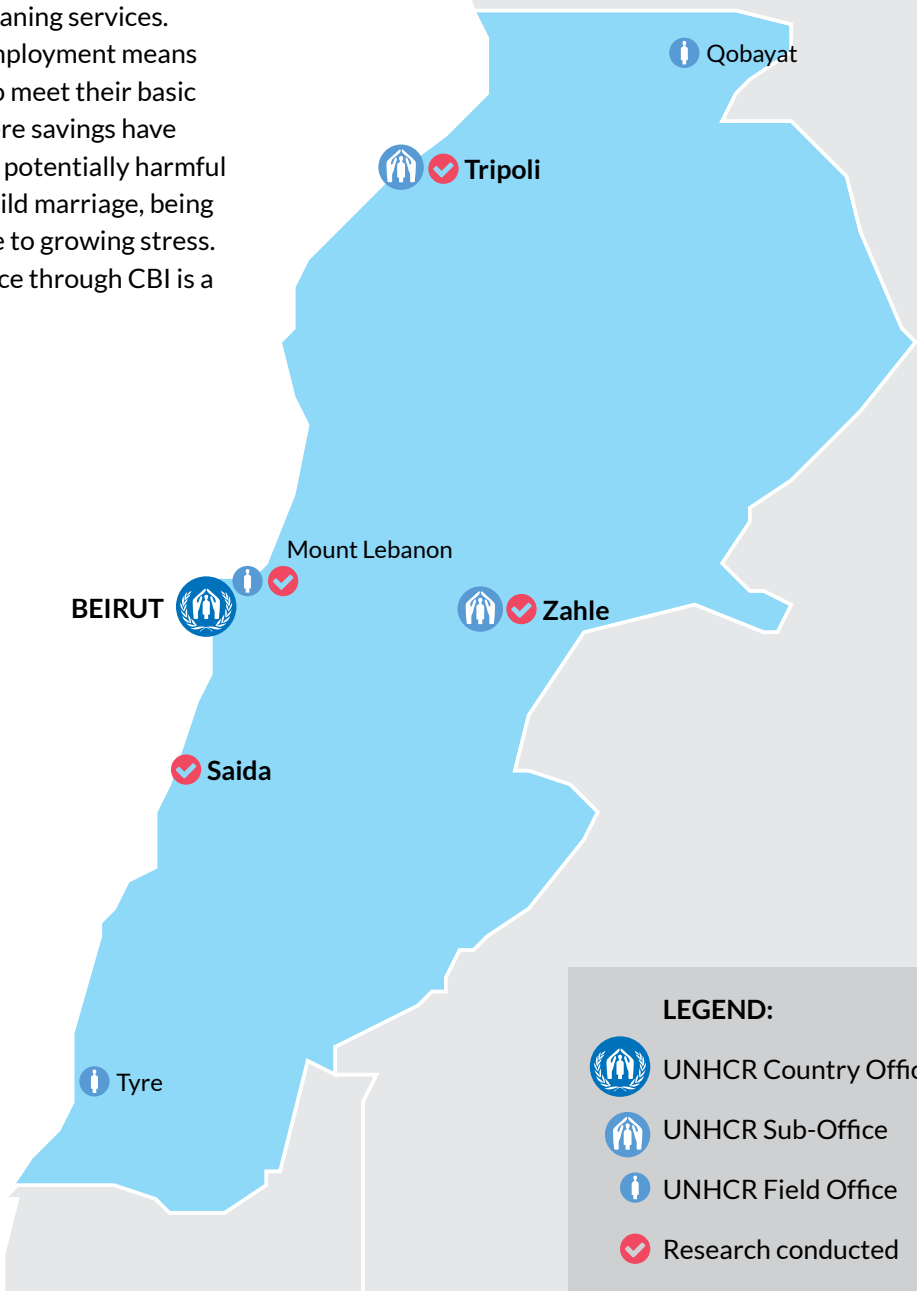 aning services.
nployment means
o meet their basic
re savings have
potentially harmful
ild marriage, being
e to growing stress.
ce through CBI is a
Qobayat
Tripoli
Mount Lebanon
BEIRUT
Zahle
Saida
Tyre
LEGEND:
UNHCR Country Offic
UNHCR Sub-Office
UNHCR Field Office
Research conducted